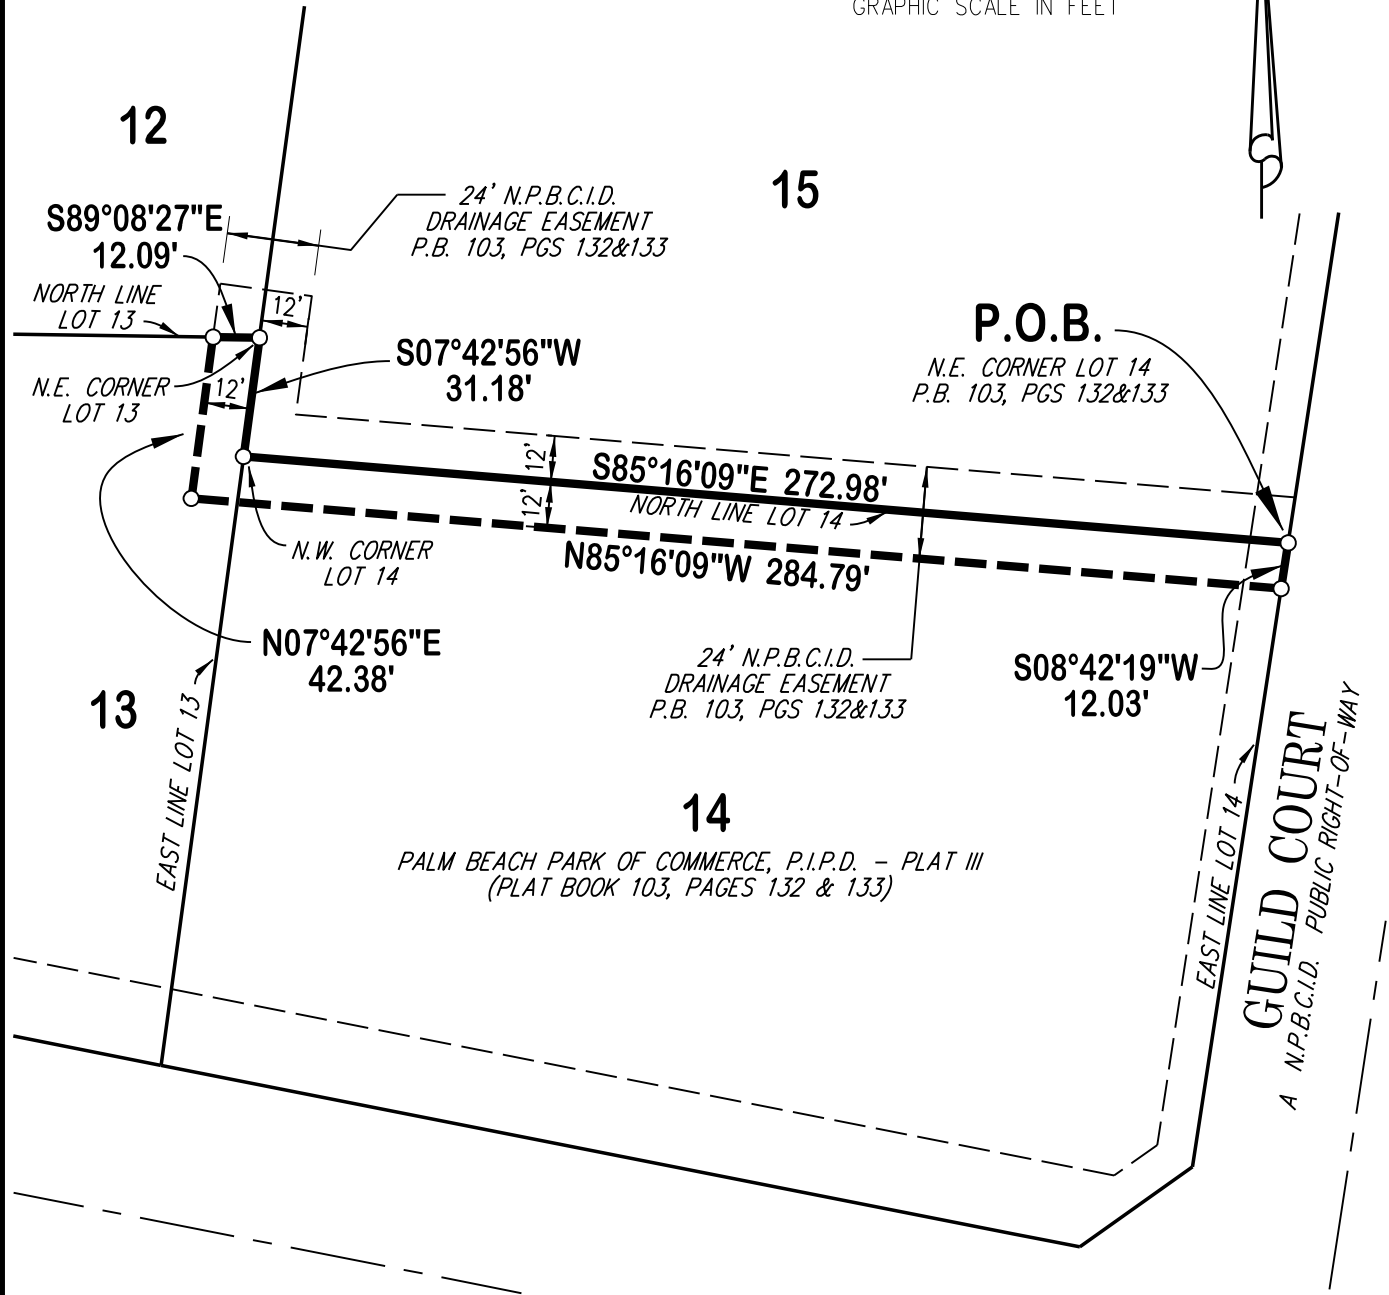 GRAPHIC SCALE IN FEET
12
15
24' N.P.B.C.I.D.
DRAINAGE EASEMENT
P.B. 103, PGS 132&133
S89°08'27"E
12.09'
NORTH LINE
LOT 13
12'
P.O.B.
N.E. CORNER LOT 14
P.B. 103, PGS 132&133
S07°42'56"W
31.18'
N.E. CORNER
LOT 13
12'
12'
S85°16'09"E 272.98'
NORTH LINE LOT 14
12'
N85°16'09"W 284.79'
N.W. CORNER
LOT 14
N07°42'56"E
42.38'
24' N.P.B.C.I.D.
DRAINAGE EASEMENT
P.B. 103, PGS 132&133
S08°42'19"W
12.03'
13
EAST LINE LOT 13
14
PALM BEACH PARK OF COMMERCE, P.I.P.D. - PLAT III
(PLAT BOOK 103, PAGES 132 & 133)
EAST LINE LOT 14
GUILD COURT
A N.P.B.C.I.D. PUBLIC RIGHT-OF-WAY